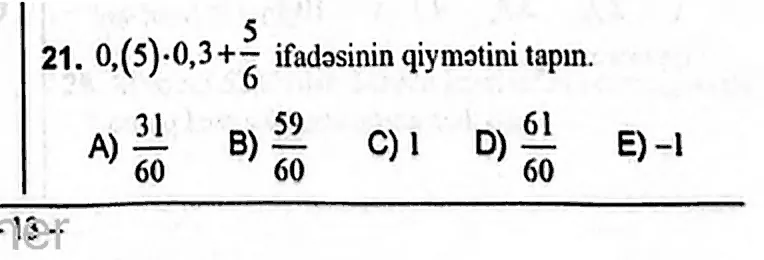 21. 0,(5)·0,3+5/6 ifadəsinin qiymətini tapın.
A) 31/60 B) 59/60 C) 1 D) 61/60 E) –1